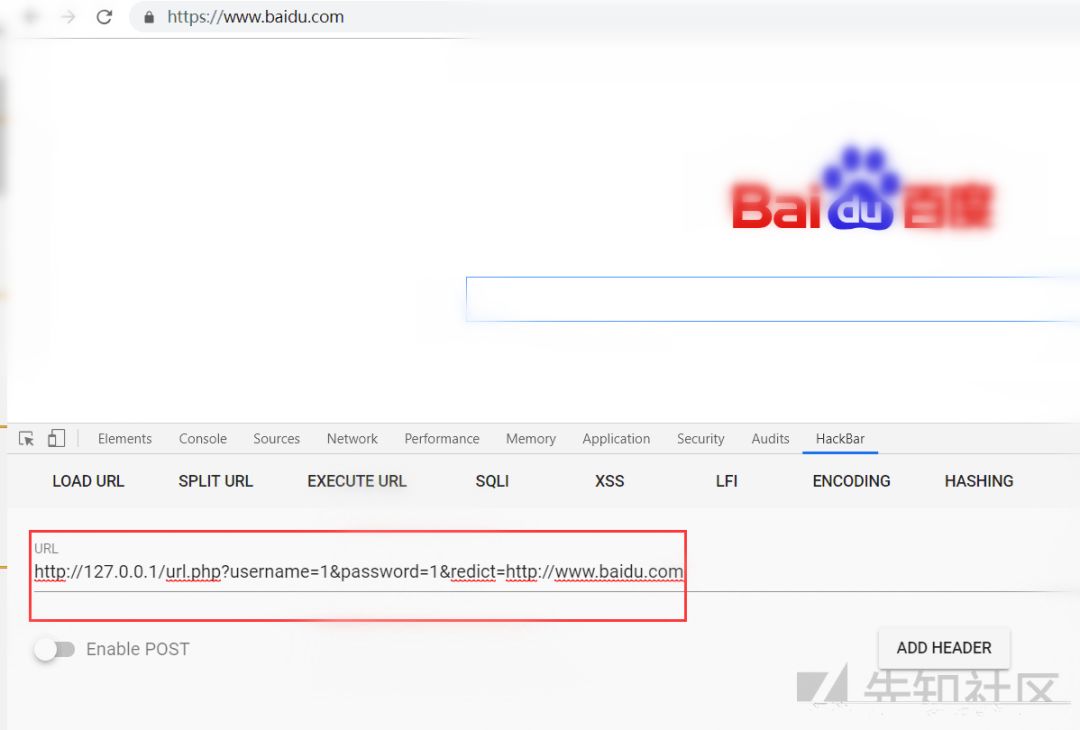 https://www.baidu.com
Bai du 百度
Elements Console Sources Network Performance Memory Application Security Audits HackBar
LOAD URL SPLIT URL EXECUTE URL SQLI XSS LFI ENCODING HASHING
URL
http://127.0.0.1/url.php?username=1&password=1&redict=http://www.baidu.com
Enable POST
ADD HEADER
先知社区